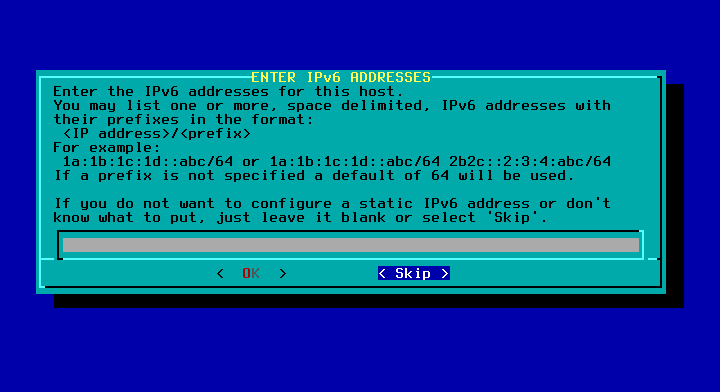 ENTER IPv6 ADDRESSES
Enter the IPv6 addresses for this host.
You may list one or more, space delimited, IPv6 addresses with
their prefixes in the format:
<IP address>/<prefix>
For example:
1a:1b:1c:1d::abc/64 or 1a:1b:1c:1d::abc/64 2b2c::2:3:4:abc/64
If a prefix is not specified a default of 64 will be used.
If you do not want to configure a static IPv6 address or don't
know what to put, just leave it blank or select 'Skip'.
< OK > < Skip >